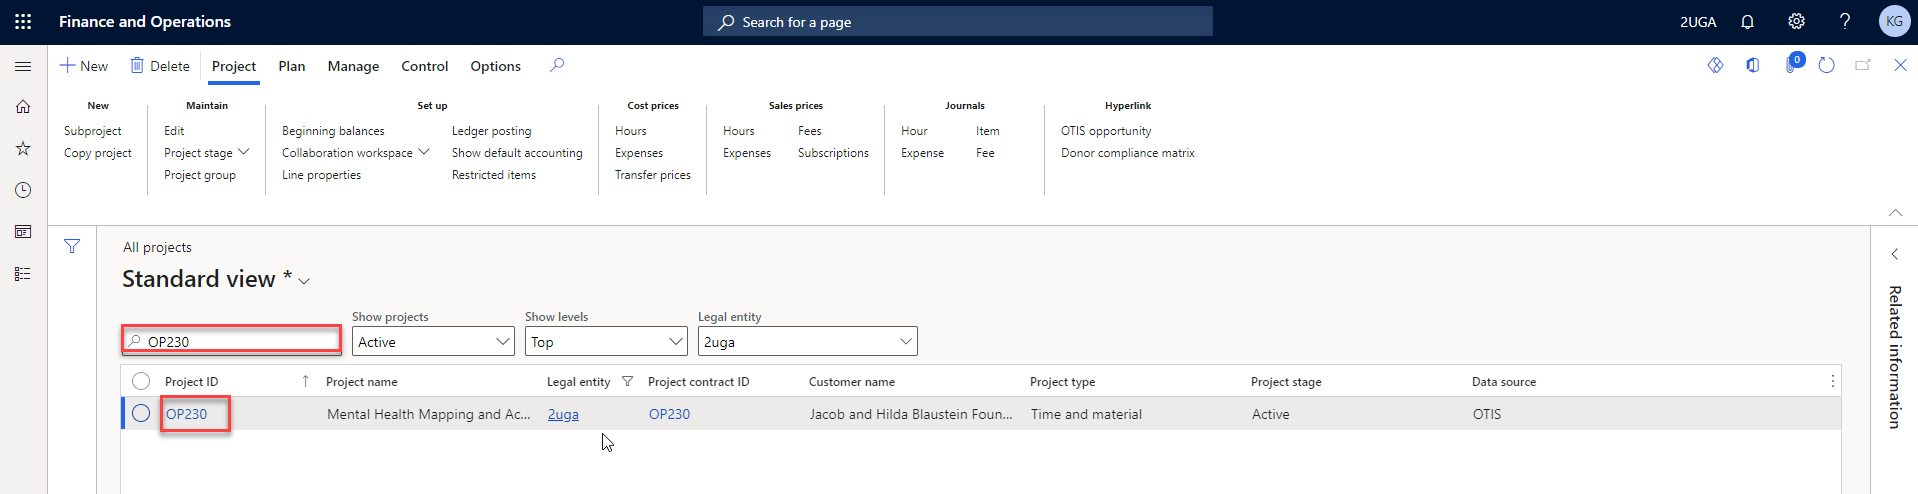 Finance and Operations
Search for a page
2UGA
KG
New
Delete
Project
Plan
Manage
Control
Options
0
New
Subproject
Copy project
Maintain
Edit
Project stage
Project group
Set up
Beginning balances
Collaboration workspace
Line properties
Ledger posting
Show default accounting
Restricted items
Cost prices
Hours
Expenses
Transfer prices
Sales prices
Hours
Expenses
Fees
Subscriptions
Journals
Hour
Expense
Item
Fee
Hyperlink
OTIS opportunity
Donor compliance matrix
All projects
Standard view *
OP230
Show projects
Active
Show levels
Top
Legal entity
2uga
Project ID Project name Legal entity Project contract ID Customer name Project type Project stage Data source
OP230 Mental Health Mapping and Ac... 2uga OP230 Jacob and Hilda Blaustein Foun... Time and material Active OTIS
Related information